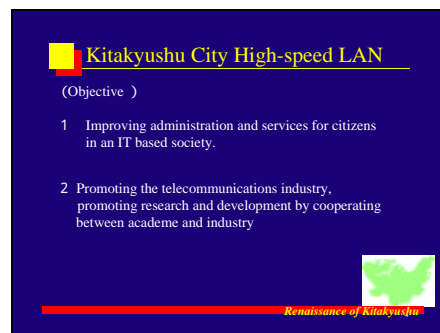 Kitakyushu City High-speed LAN
(Objective )
1 Improving administration and services for citizens
in an IT based society.
2 Promoting the telecommunications industry,
promoting research and development by cooperating
between academe and industry
Renaissance of Kitakyushu